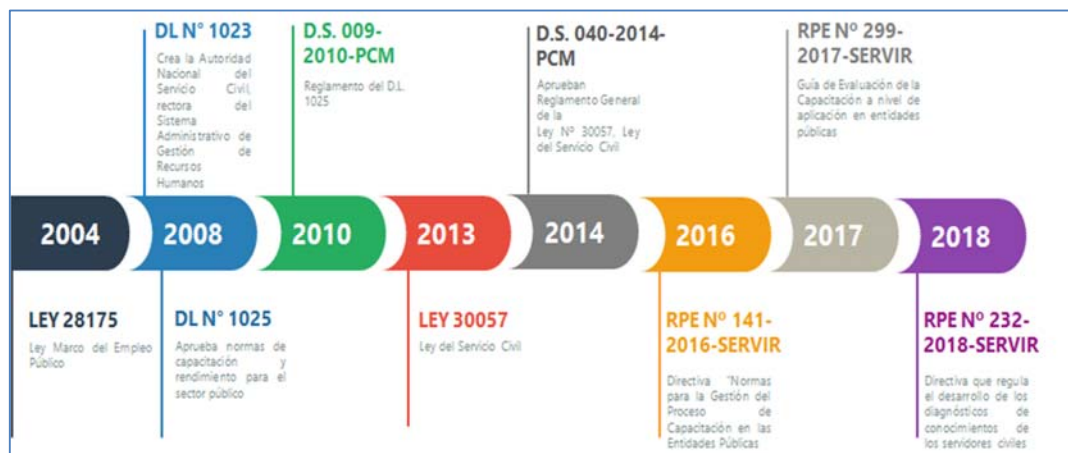 DL N° 1023
Crea la Autoridad
Nacional del
Servicio Civil,
rectora del
Sistema
Administrativo de
Gestión de
Recursos
Humanos
D.S. 009-
2010-PCM
Reglamento del D.L.
1025
D.S. 040-2014-
PCM
Aprueban
Reglamento General
de la
Ley Nº 30057, Ley
del Servicio Civil
RPE Nº 299-
2017-SERVIR
Guía de Evaluación de la
Capacitación a nivel de
aplicación en entidades
públicas
2004
2008
2010
2013
2014
2016
2017
2018
LEY 28175
Ley Marco del Empleo
Público
DL N° 1025
Aprueba normas de
capacitación y
rendimiento para el
sector público
LEY 30057
Ley del Servicio Civil
RPE Nº 141-
2016-SERVIR
Directiva "Normas
para la Gestión del
Proceso de
Capacitación en las
Entidades Públicas
RPE Nº 232-
2018-SERVIR
Directiva que regula
el desarrollo de los
diagnósticos de
conocimientos de
los servidores civiles